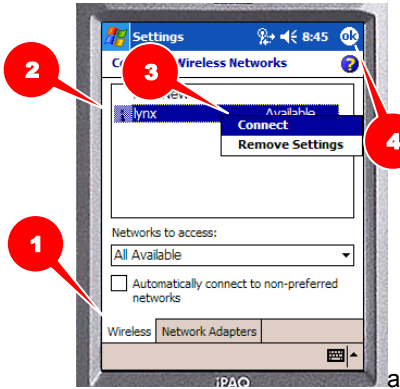 Settings 8:45 ok
2
3
Wireless Networks ?
lynx Available
Connect
Remove Settings
4
1
Networks to access:
All Available
Automatically connect to non-preferred
networks
Wireless Network Adapters
iPAQ
a